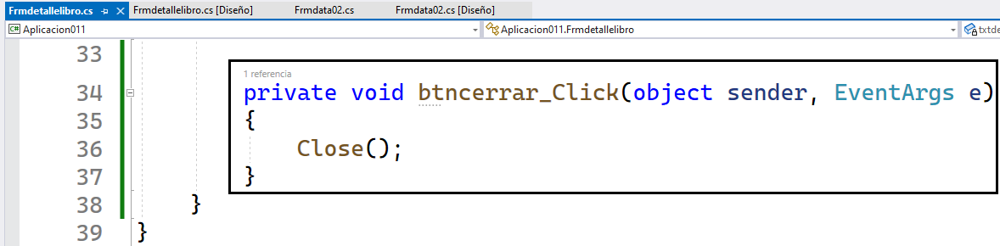 Frmdetallelibro.cs Frmdetallelibro.cs [Diseño] Frmdata02.cs Frmdata02.cs [Diseño]
C# Aplicacion011 Aplicacion011.Frmdetallelibro txtde
33
1 referencia
34 private void btncerrar_Click(object sender, EventArgs e)
35 {
36 Close();
37 }
38 }
39 }